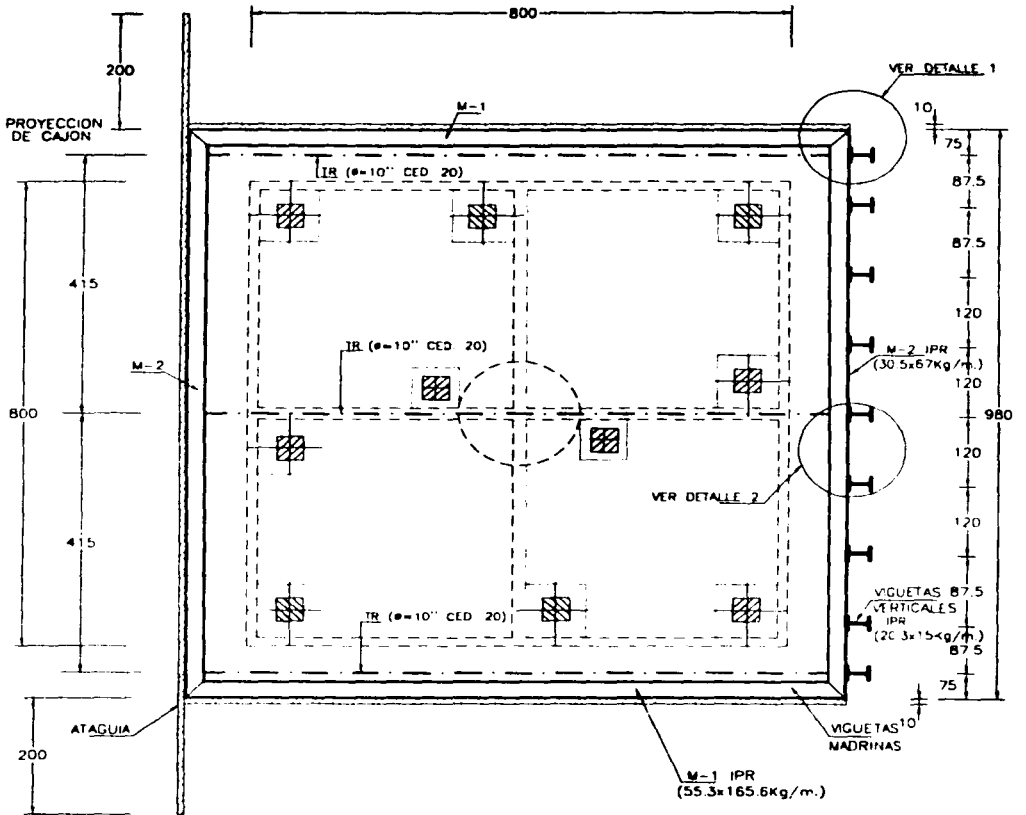 800
200
VER DETALLE 1
10
M-1
75
PROYECCION
DE CAJON
IR (ø=10" CED. 20)
87.5
87.5
415
120
IR (ø=10" CED. 20)
M-2 IPR
(30.5x67Kg/m.)
M-2
120
800
980
120
VER DETALLE 2
120
415
87.5
VIGUETAS
VERTICALES
IPR
(20.3x15Kg/m.)
TR (ø=10" CED. 20)
87.5
75
ATAGUIA
VIGUETAS
MADRINAS
10
200
M-1 IPR
(55.3x165.6Kg/m.)